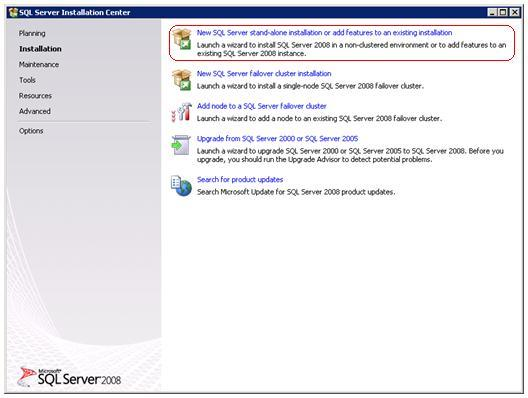 SQL Server Installation Center
Planning
Installation
Maintenance
Tools
Resources
Advanced
Options
New SQL Server stand-alone installation or add features to an existing installation
Launch a wizard to install SQL Server 2008 in a non-clustered environment or to add features to an
existing SQL Server 2008 instance.
New SQL Server failover cluster installation
Launch a wizard to install a single-node SQL Server 2008 failover cluster.
Add node to a SQL Server failover cluster
Launch a wizard to add a node to an existing SQL Server 2008 failover cluster.
Upgrade from SQL Server 2000 or SQL Server 2005
Launch a wizard to upgrade SQL Server 2000 or SQL Server 2005 to SQL Server 2008. Before you
upgrade, you should run the Upgrade Advisor to detect potential problems.
Search for product updates
Search Microsoft Update for SQL Server 2008 product updates.
Microsoft
SQL Server 2008